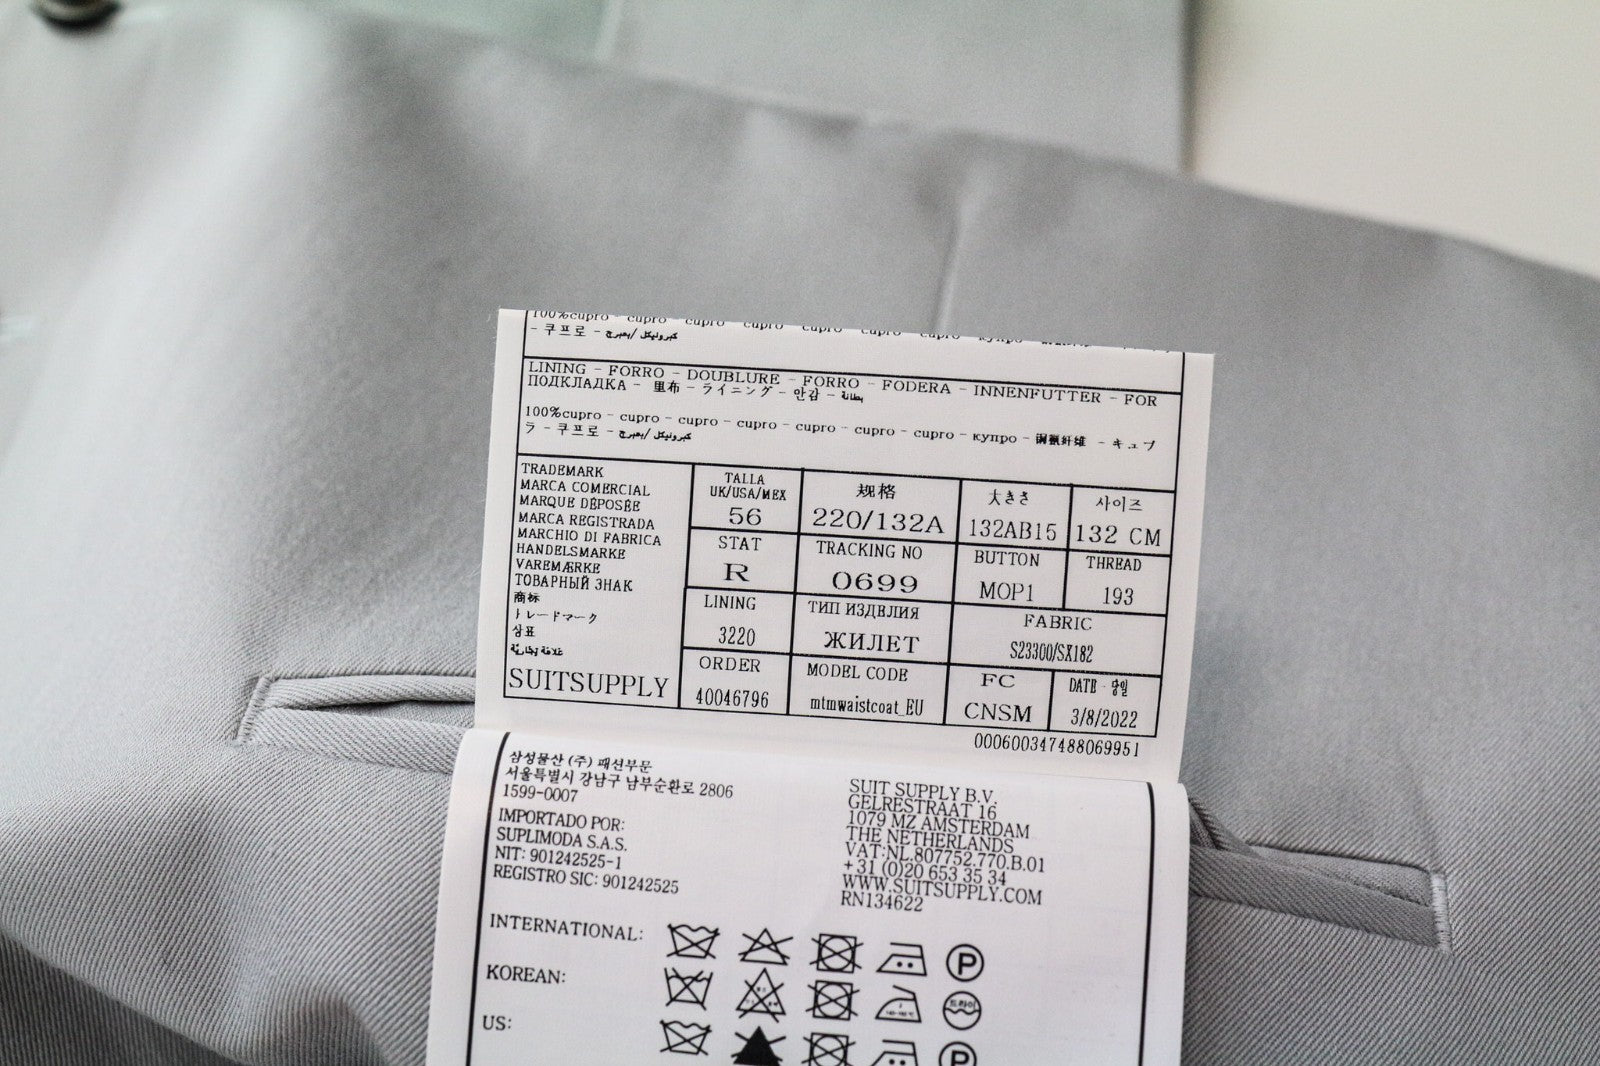 100%cupro - cupro - cupro - cupro - cupro - cupro - cupro - купро
- 쿠프로 -
LINING - FORRO - DOUBLURE - FORRO - FODERA - INNENFUTTER - FOR
ПОДКЛАДКА - 里布 - ライニング - 안감 - بطانة
100%cupro - cupro - cupro - cupro - cupro - cupro - cupro - купро - 铜氨纤维 - キュプ
ラ - 쿠프로 -
TRADEMARK
MARCA COMERCIAL
MARQUE DÉPOSÉE
MARCA REGISTRADA
MARCHIO DI FABRICA
HANDELSMARKE
VAREMÆRKE
ТОВАРНЫЙ ЗНАК
商标
トレードマーク
상표
SUITSUPPLY
TALLA
UK/USA/MEX
56
规格
220/132A
大きさ
132AB15
사이즈
132 CM
STAT
R
TRACKING NO
0699
BUTTON
MOP1
THREAD
193
LINING
3220
ТИП ИЗДЕЛИЯ
ЖИЛЕТ
FABRIC
S23300/SX182
ORDER
40046796
MODEL CODE
mtmwaistcoat_EU
FC
CNSM
DATE - 당일
3/8/2022
000600347488069951
삼성물산 (주) 패션부문
서울특별시 강남구 남부순환로 2806
1599-0007
IMPORTADO POR:
SUPLIMODA S.A.S.
NIT: 901242525-1
REGISTRO SIC: 901242525
SUIT SUPPLY B.V.
GELRESTRAAT 16
1079 MZ AMSTERDAM
THE NETHERLANDS
VAT:NL.807752.770.B.01
+31 (0)20 653 35 34
WWW.SUITSUPPLY.COM
RN134622
INTERNATIONAL:
P
KOREAN:
드라이
US:
P